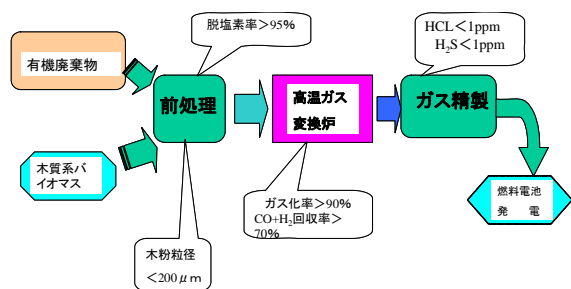 脱塩素率>95%
HCL<1ppm
H₂S<1ppm
有機廃棄物
前処理
高温ガス
変換炉
ガス精製
木質系バ
イオマス
ガス化率>90%
CO+H₂回収率>
70%
燃料電池
発 電
木粉粒径
<200μm